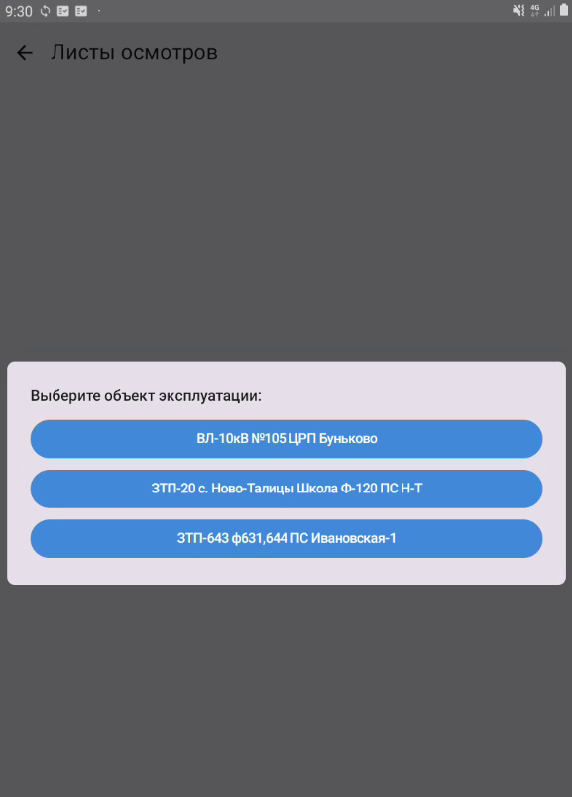 9:30
4G
Листы осмотров
Выберите объект эксплуатации:
ВЛ-10кВ №105 ЦРП Буньково
ЗТП-20 с. Ново-Талицы Школа Ф-120 ПС Н-Т
ЗТП-643 ф631,644 ПС Ивановская-1